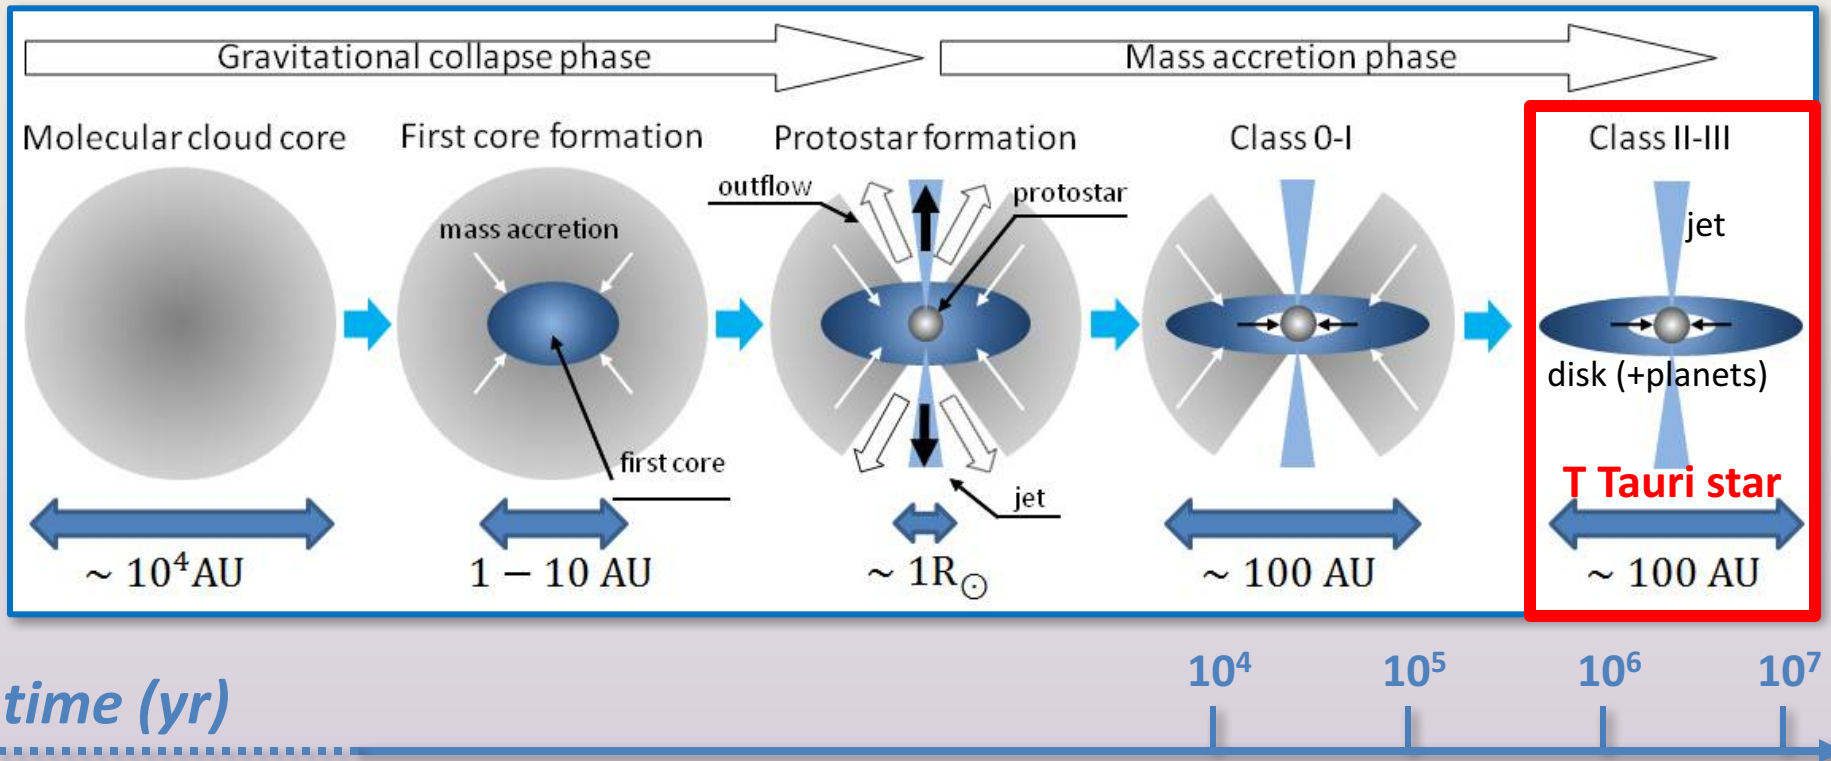 Gravitational collapse phase
Mass accretion phase
Molecular cloud core
First core formation
Protostar formation
Class 0-I
Class II-III
outflow
protostar
mass accretion
jet
disk (+planets)
first core
jet
T Tauri star
~ 10⁴AU
1 – 10 AU
~ 1R☉
~ 100 AU
~ 100 AU
10⁴
10⁵
10⁶
10⁷
time (yr)